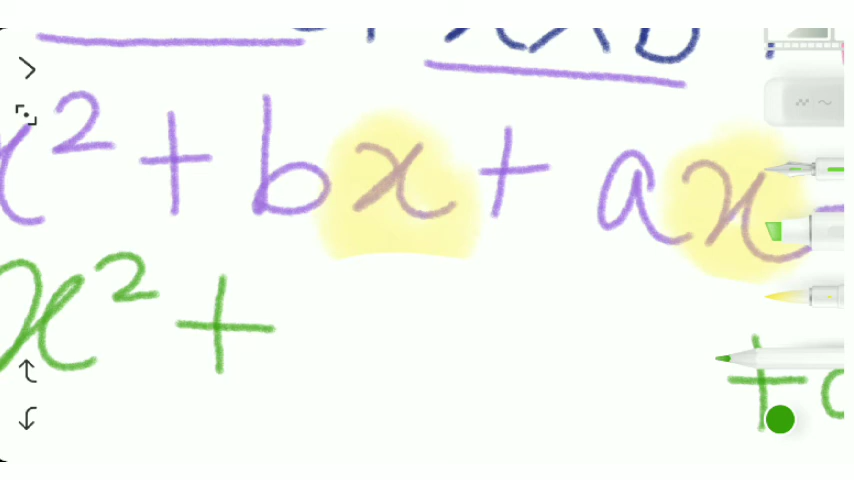 x² + bx + ax
x² + +